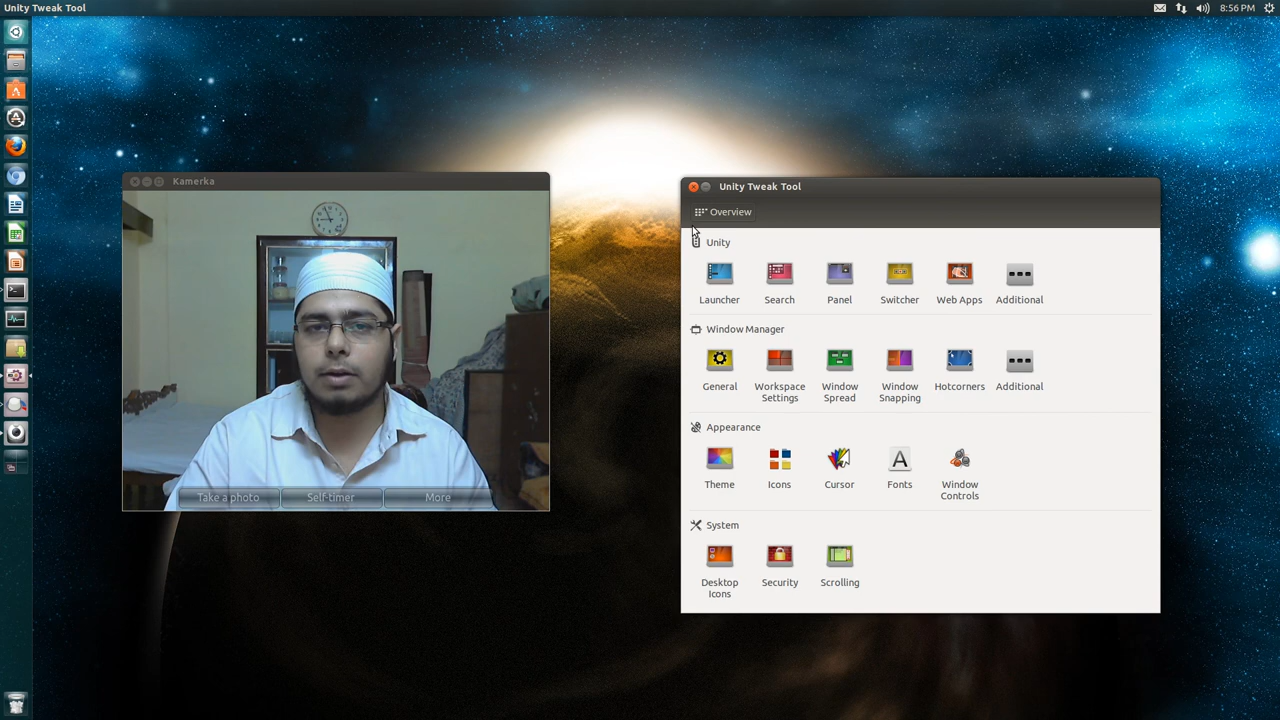 Unity Tweak Tool
8:56 PM
Kamerka
Take a photo
Self-timer
More
Unity Tweak Tool
Overview
Unity
Launcher
Search
Panel
Switcher
Web Apps
Additional
Window Manager
General
Workspace
Settings
Window
Spread
Window
Snapping
Hotcorners
Additional
Appearance
Theme
Icons
Cursor
A
Fonts
Window
Controls
System
Desktop
Icons
Security
Scrolling